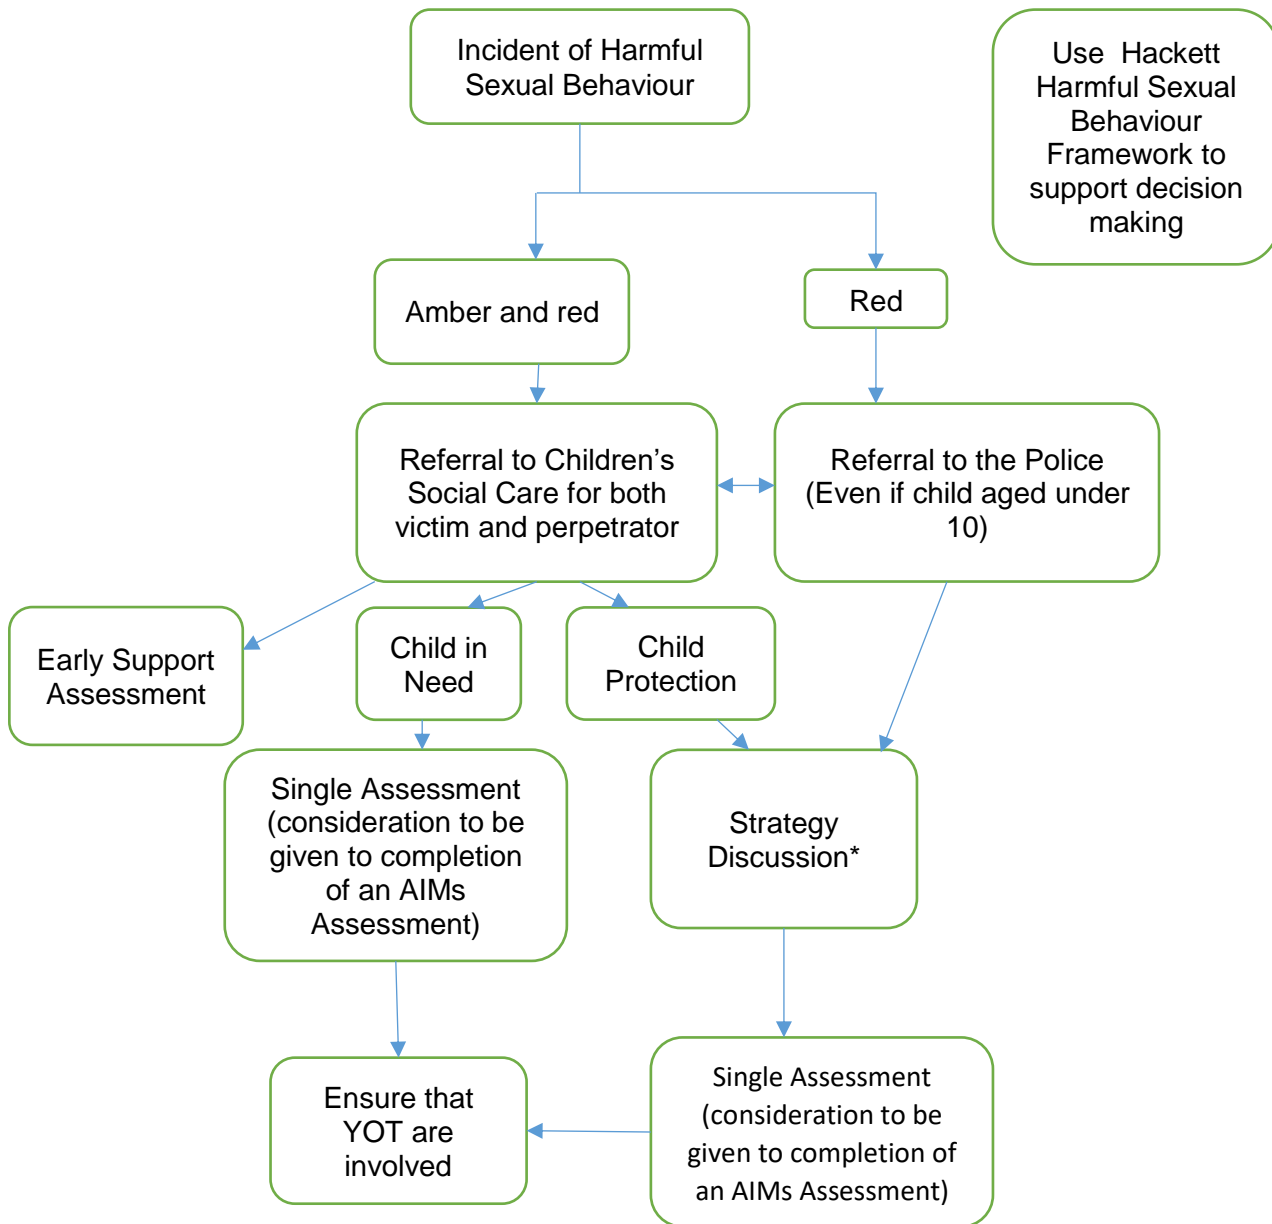 Incident of Harmful
Sexual Behaviour
Use Hackett
Harmful Sexual
Behaviour
Framework to
support decision
making
Amber and red
Red
Referral to Children’s
Social Care for both
victim and perpetrator
Referral to the Police
(Even if child aged under
10)
Early Support
Assessment
Child in
Need
Child
Protection
Single Assessment
(consideration to be
given to completion
of an AIMs
Assessment)
Strategy
Discussion*
Ensure that
YOT are
involved
Single Assessment
(consideration to be
given to completion of
an AIMs Assessment)